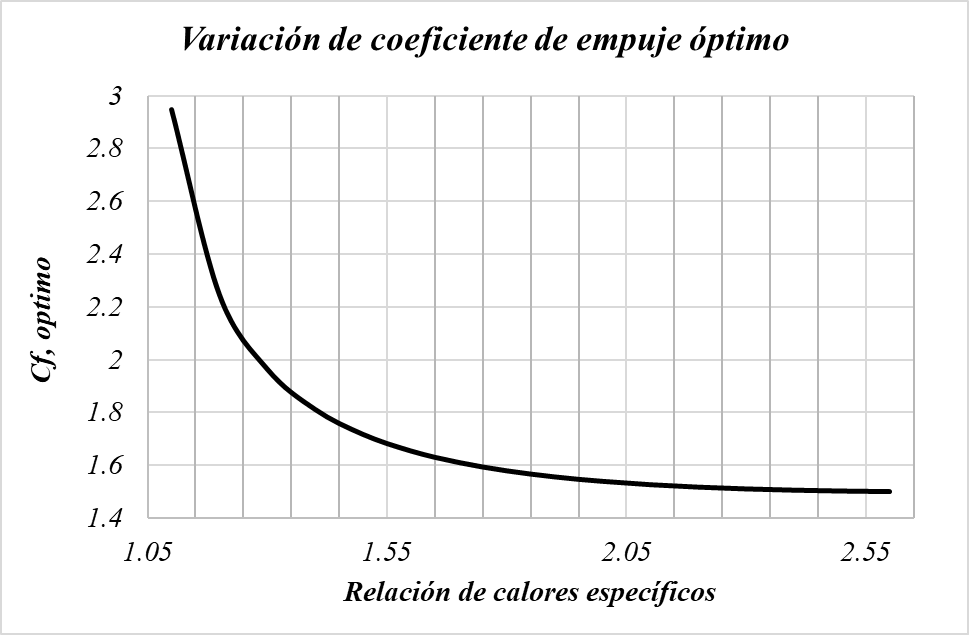 Variación de coeficiente de empuje óptimo
3
2.8
2.6
2.4
2.2
2
1.8
1.6
1.4
Cf, optimo
1.05 1.55 2.05 2.55
Relación de calores específicos